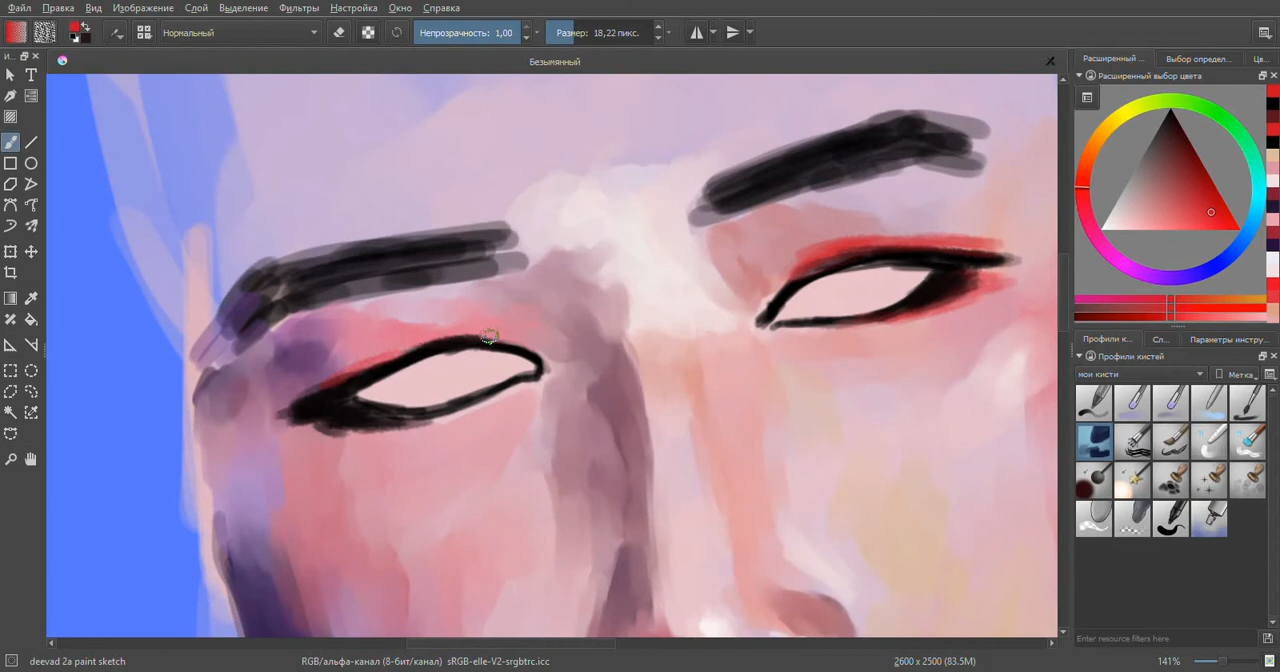 Файл Правка Вид Изображение Слой Выделение Фильтры Настройка Окно Справка
Нормальный Непрозрачность: 1,00 Размер: 18,22 пикс.
И...
Безымянный
Расширенный ... Выбор определ... Цв...
Расширенный выбор цвета
Профили к... Сл... Параметры инстру...
Профили кистей
мои кисти Метка
Enter resource filters here
deevad 2a paint sketch RGB/альфа-канал (8-бит/канал) sRGB-elle-V2-srgbtrc.icc 2600 x 2500 (83.5M) 141%